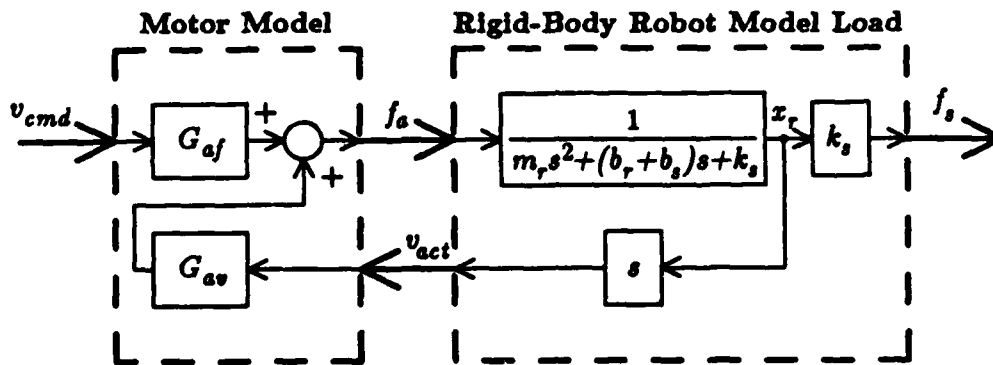 Motor Model
Rigid-Body Robot Model Load
v_cmd
G_af
+
+
f_a
1
m_r s^2+(b_r+b_s)s+k_s
x_r
k_s
f_s
G_av
v_act
s